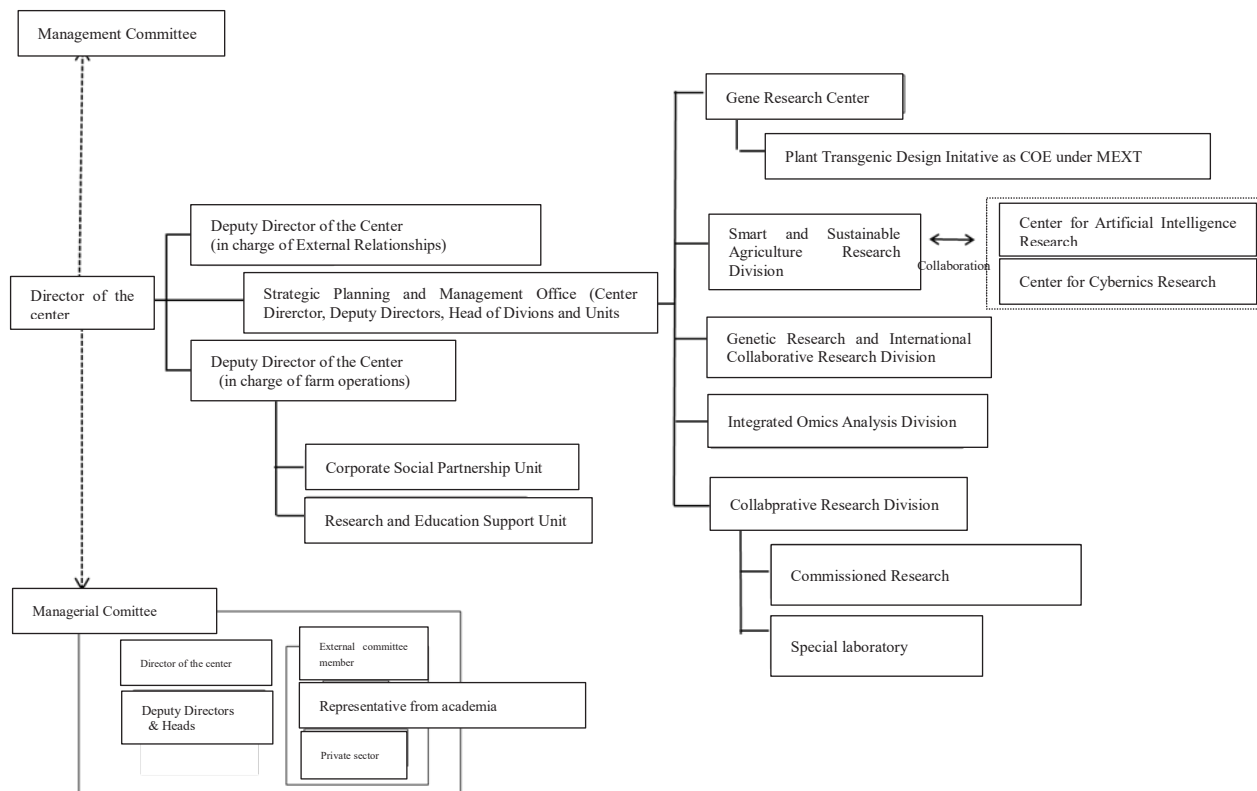 Management Committee
Gene Research Center
Plant Transgenic Design Initative as COE under MEXT
Deputy Director of the Center
(in charge of External Relationships)
Smart and Sustainable
Agriculture Research
Division
Collaboration
Center for Artificial Intelligence
Research
Center for Cybernics Research
Director of the
center
Strategic Planning and Management Office (Center
Dirercter, Deputy Directors, Head of Divions and Units
Deputy Director of the Center
(in charge of farm operations)
Genetic Research and International
Collaborative Research Division
Integrated Omics Analysis Division
Corporate Social Partnership Unit
Research and Education Support Unit
Collabprative Research Division
Commissioned Research
Special laboratory
Managerial Comittee
Director of the center
Deputy Directors
& Heads
External committee
member
Representative from academia
Private sector